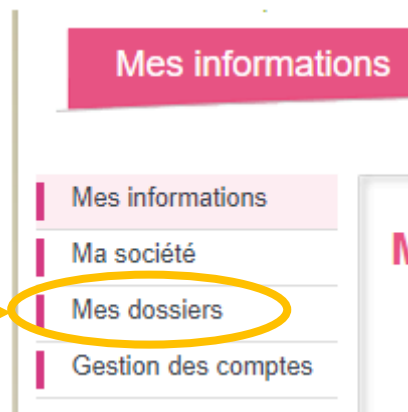 Mes informations
Mes informations
Ma société
Mes dossiers
Gestion des comptes